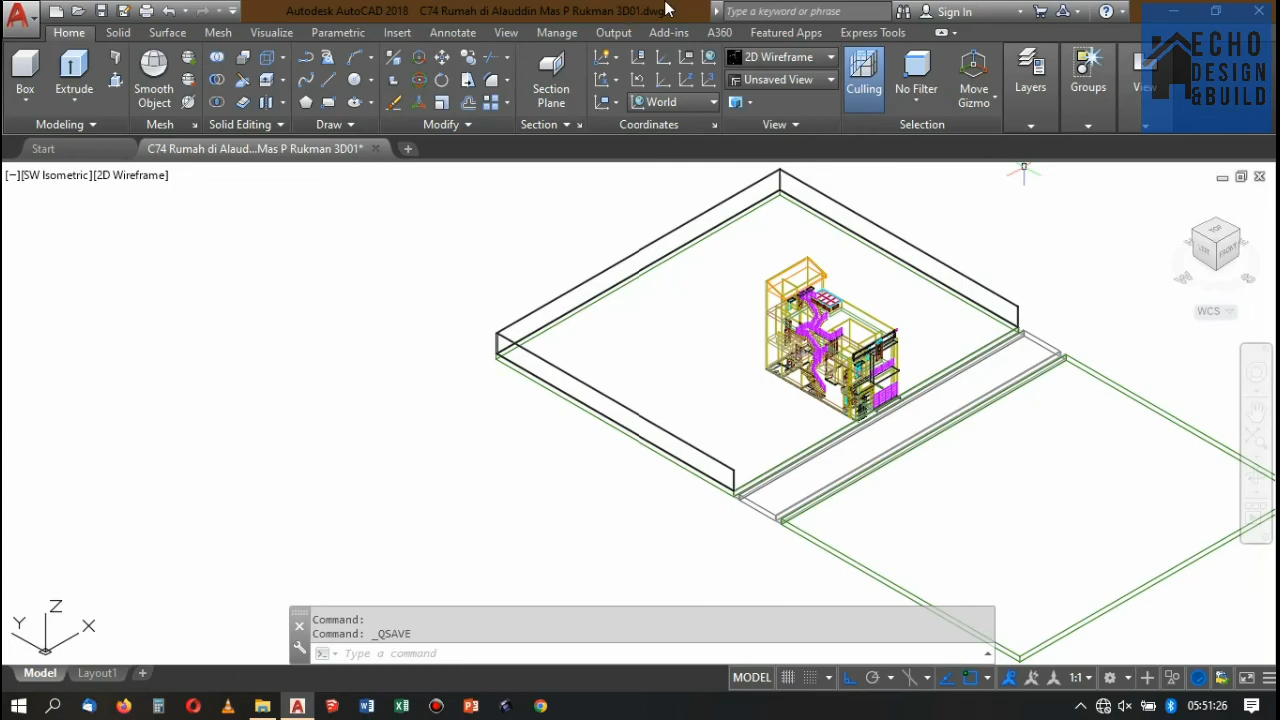 Autodesk AutoCAD 2018 C74 Rumah di Alauddin Mas P Rukman 3D01.dwg
Type a keyword or phrase
Sign In
Home Solid Surface Mesh Visualize Parametric Insert Annotate View Manage Output Add-ins A360 Featured Apps Express Tools
Box
Extrude
Smooth Object
Section Plane
World
2D Wireframe
Unsaved View
Culling
No Filter
Move Gizmo
Layers
Groups
View
Modeling Mesh Solid Editing Draw Modify Section Coordinates View Selection
ECHO
DESIGN
&BUILD
Start
C74 Rumah di Alaud...Mas P Rukman 3D01*
[−][SW Isometric][2D Wireframe]
TOP
LEFT
FRONT
WCS
Z
Y
X
Command:
Command: _QSAVE
Type a command
Model Layout1
MODEL
1:1
05:51:26